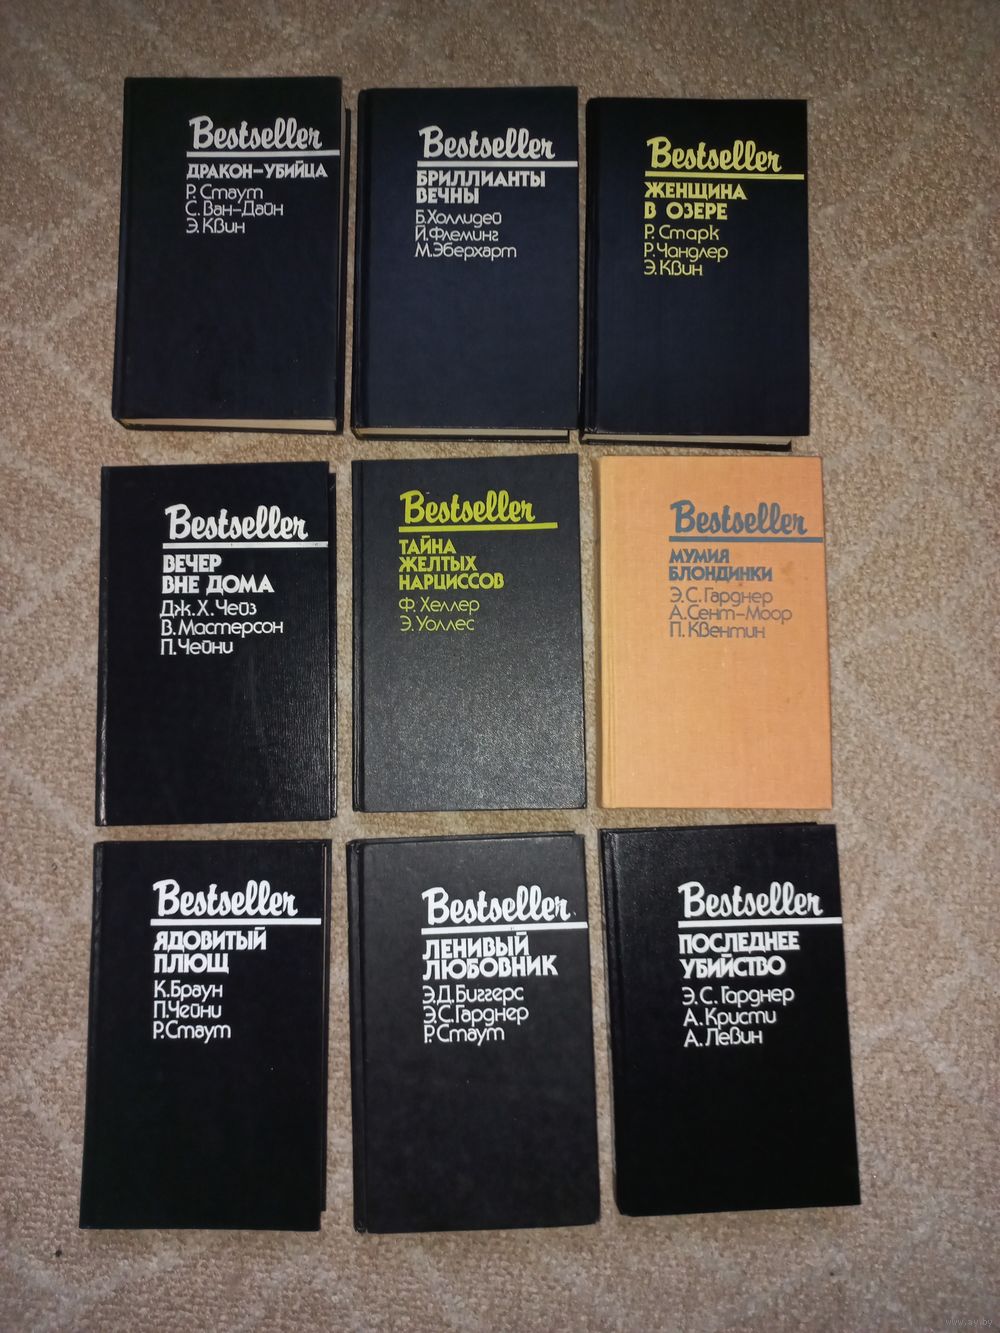 Bestseller
ДРАКОН-УБИЙЦА
Р. Стаут
С. Ван-Дайн
Э. Квин
Bestseller
БРИЛЛИАНТЫ
ВЕЧНЫ
Б. Холлидей
Й. Флеминг
М. Эберхарт
Bestseller
ЖЕНЩИНА
В ОЗЕРЕ
Р. Старк
Р. Чандлер
Э. Квин
Bestseller
ВЕЧЕР
ВНЕ ДОМА
Дж. Х. Чейз
В. Мастерсон
П. Чейни
Bestseller
ТАЙНА
ЖЕЛТЫХ
НАРЦИССОВ
Ф. Хеллер
Э. Уоллес
Bestseller
МУМИЯ
БЛОНДИНКИ
Э. С. Гарднер
А. Сент-Моор
П. Квентин
Bestseller
ЯДОВИТЫЙ
ПЛЮЩ
К. Браун
П. Чейни
Р. Стаут
Bestseller
ЛЕНИВЫЙ
ЛЮБОВНИК
Э. Д. Биггерс
Э. С. Гарднер
Р. Стаут
Bestseller
ПОСЛЕДНЕЕ
УБИЙСТВО
Э. С. Гарднер
А. Кристи
А. Левин
www.ay.by